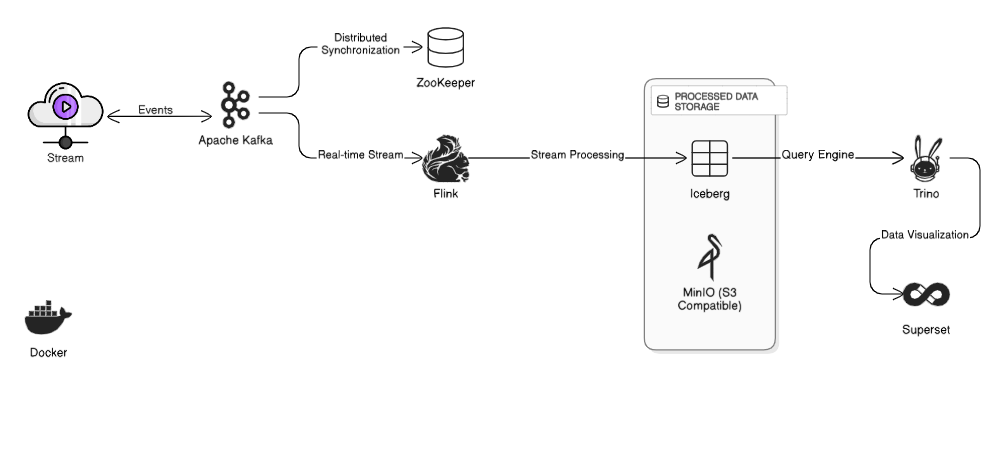 Distributed
Synchronization
ZooKeeper
PROCESSED DATA
STORAGE
Events
Apache Kafka
Stream
Real-time Stream
Flink
Stream Processing
Iceberg
Query Engine
Trino
Data Visualization
MinIO (S3
Compatible)
Superset
Docker